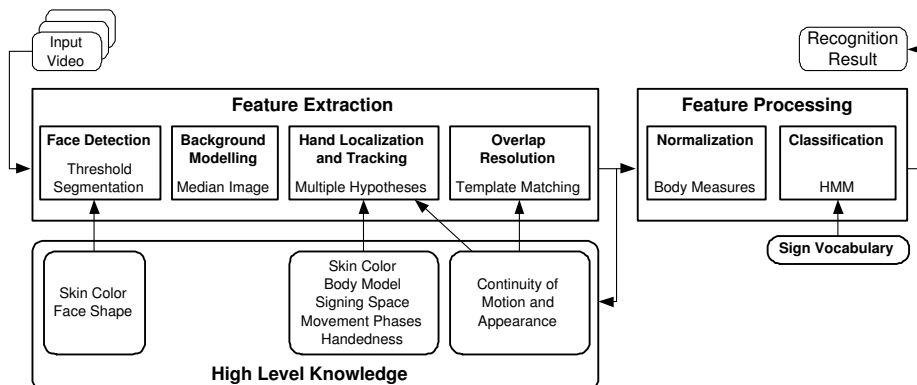 Input
Video
Recognition
Result
Feature Extraction
Face Detection
Threshold
Segmentation
Background
Modelling
Median Image
Hand Localization
and Tracking
Multiple Hypotheses
Overlap
Resolution
Template Matching
Feature Processing
Normalization
Body Measures
Classification
HMM
Sign Vocabulary
Skin Color
Face Shape
Skin Color
Body Model
Signing Space
Movement Phases
Handedness
Continuity of
Motion and
Appearance
High Level Knowledge